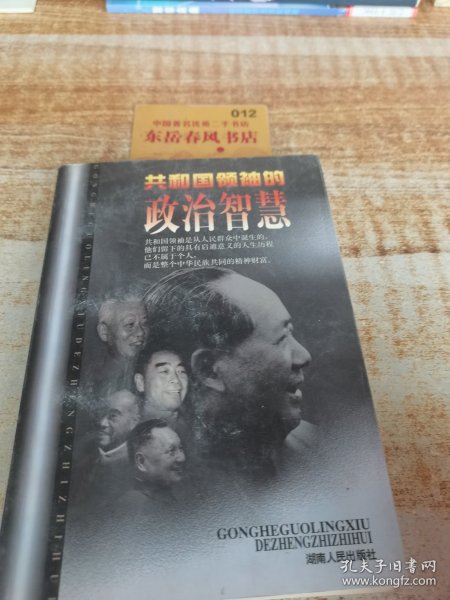 012
中国著名民营二手书店
东岳春风书店
共和国领袖的
政治智慧
共和国领袖是从人民群众中诞生的，
他们留下的具有启迪意义的人生历程
已不属于个人，
而是整个中华民族共同的精神财富。
GONGHEGUOLINGXIU
DEZHENGZHIZHIHUI
湖南人民出版社
孔夫子旧书网
www.kongfz.com